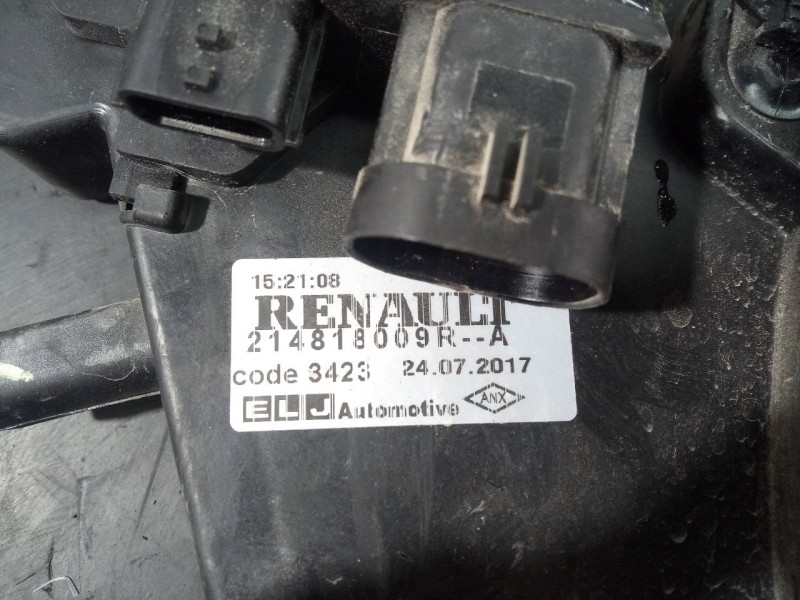 15:21:08
RENAULT
214818009R--A
code 3423 24.07.2017
ELJ Automotive ANX